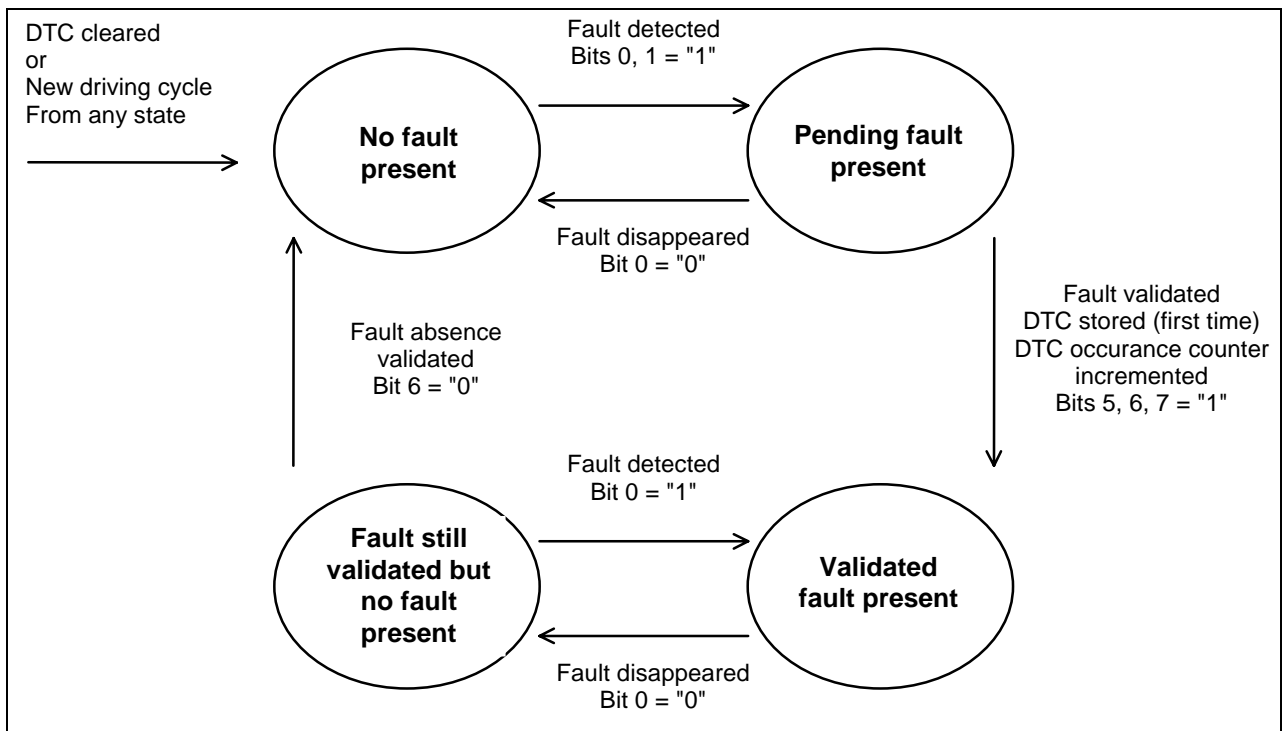 DTC cleared
or
New driving cycle
From any state
Fault detected
Bits 0, 1 = "1"
No fault
present
Pending fault
present
Fault disappeared
Bit 0 = "0"
Fault absence
validated
Bit 6 = "0"
Fault validated
DTC stored (first time)
DTC occurance counter
incremented
Bits 5, 6, 7 = "1"
Fault detected
Bit 0 = "1"
Fault still
validated but
no fault
present
Validated
fault present
Fault disappeared
Bit 0 = "0"